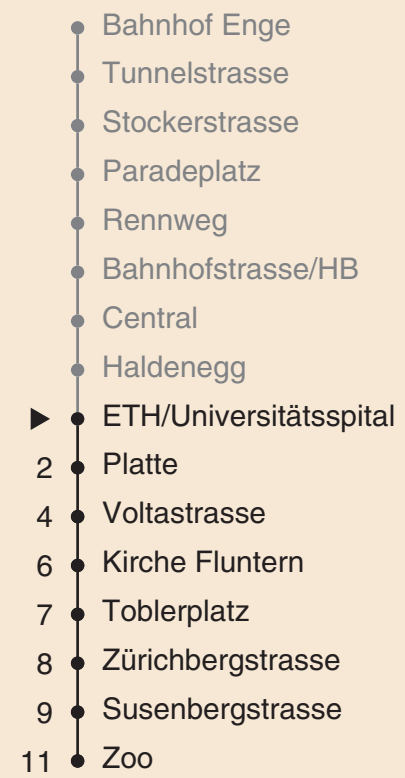 Bahnhof Enge
Tunnelstrasse
Stockerstrasse
Paradeplatz
Rennweg
Bahnhofstrasse/HB
Central
Haldenegg
ETH/Universitätsspital
2 Platte
4 Voltastrasse
6 Kirche Fluntern
7 Toblerplatz
8 Zürichbergstrasse
9 Susenbergstrasse
11 Zoo